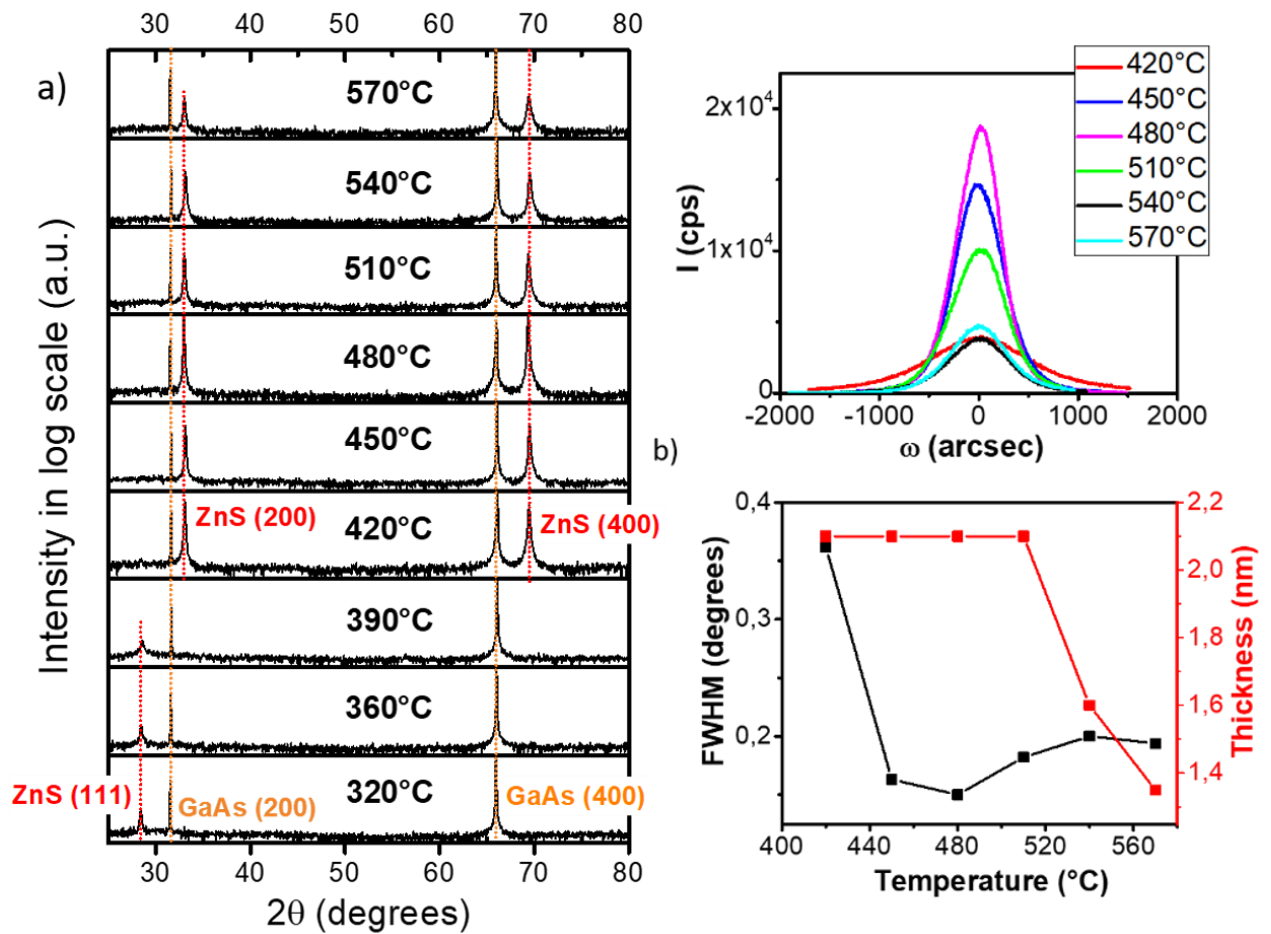 30 40 50 60 70 80
a)
570°C
540°C
510°C
480°C
450°C
420°C
ZnS (200)
ZnS (400)
390°C
360°C
320°C
ZnS (111)
GaAs (200)
GaAs (400)
30 40 50 60 70 80
2θ (degrees)
Intensity in log scale (a.u.)
420°C
450°C
480°C
510°C
540°C
570°C
2x10⁴
1x10⁴
0
I (cps)
-2000 -1000 0 1000 2000
ω (arcsec)
b)
0,4
0,3
0,2
FWHM (degrees)
2,2
2,0
1,8
1,6
1,4
Thickness (nm)
400 440 480 520 560
Temperature (°C)